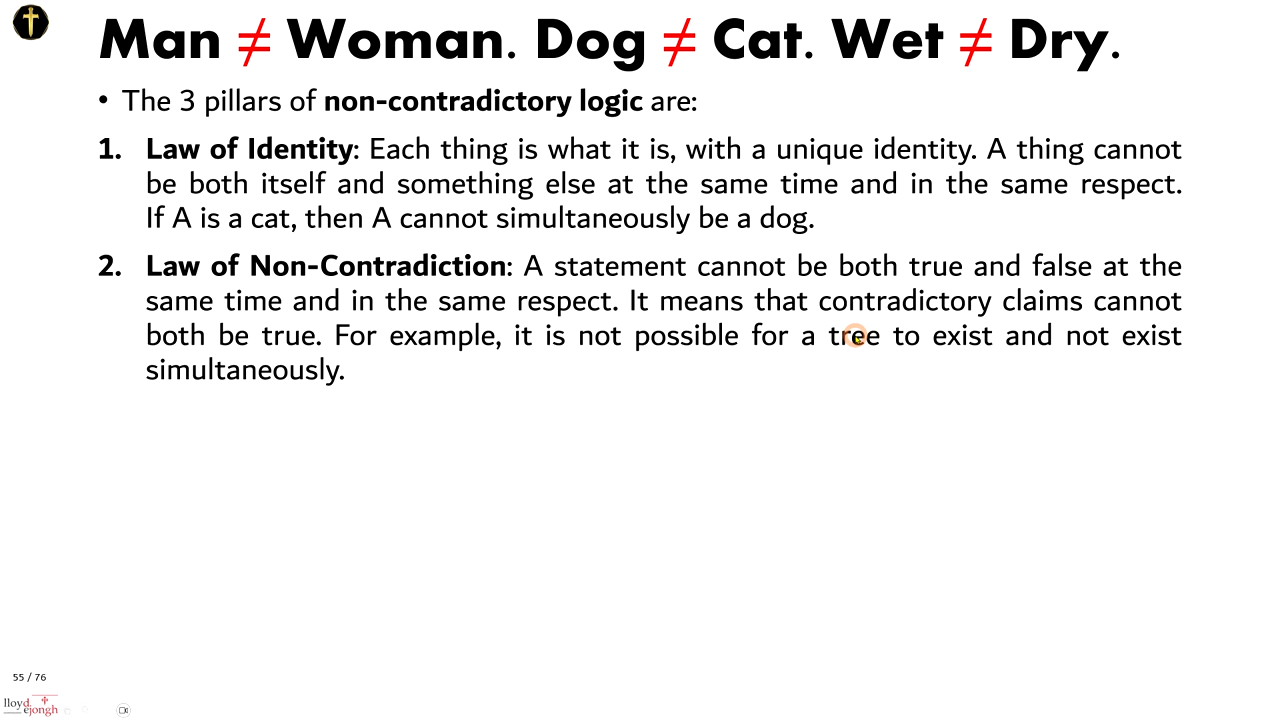 Man ≠ Woman. Dog ≠ Cat. Wet ≠ Dry.
• The 3 pillars of non-contradictory logic are:
1. Law of Identity: Each thing is what it is, with a unique identity. A thing cannot
be both itself and something else at the same time and in the same respect.
If A is a cat, then A cannot simultaneously be a dog.
2. Law of Non-Contradiction: A statement cannot be both true and false at the
same time and in the same respect. It means that contradictory claims cannot
both be true. For example, it is not possible for a tree to exist and not exist
simultaneously.
55 / 76
lloyd
dejongh